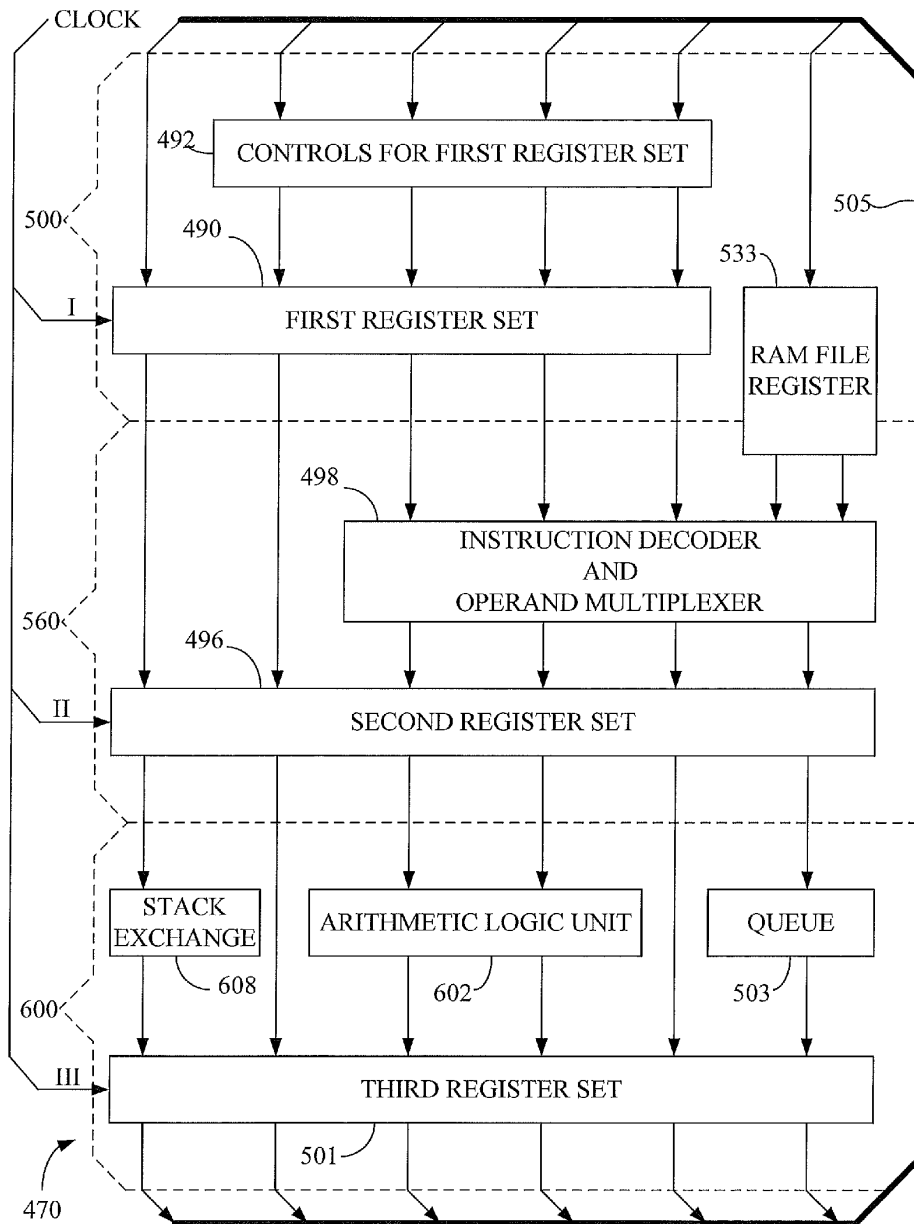 CLOCK
492
CONTROLS FOR FIRST REGISTER SET
500
505
490
533
I
FIRST REGISTER SET
RAM FILE
REGISTER
498
INSTRUCTION DECODER
AND
OPERAND MULTIPLEXER
560
496
II
SECOND REGISTER SET
STACK
EXCHANGE
ARITHMETIC LOGIC UNIT
QUEUE
608
602
503
600
III
THIRD REGISTER SET
501
470